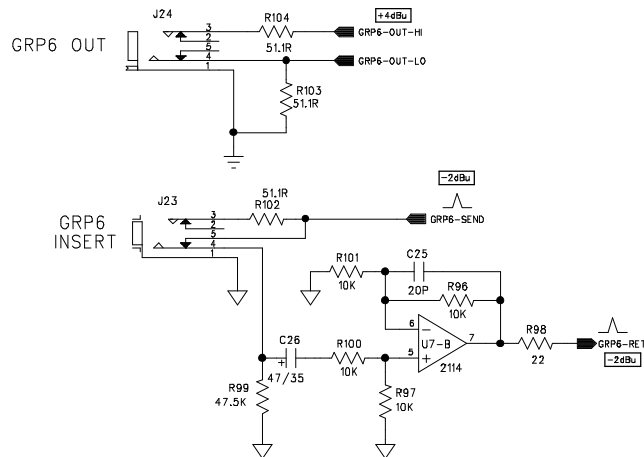 J24
GRP6 OUT
3
2
5
4
1
R104
51.1R
+4dBu
GRP6-OUT-HI
GRP6-OUT-LO
R103
51.1R
J23
GRP6
INSERT
3
2
5
4
1
51.1R
R102
-2dBu
GRP6-SEND
R101
10K
C25
20P
R96
10K
6
-
U7-B
7
5
+
2114
R98
22
GRP6-RET
-2dBu
C26
+
47/35
R100
10K
R99
47.5K
R97
10K